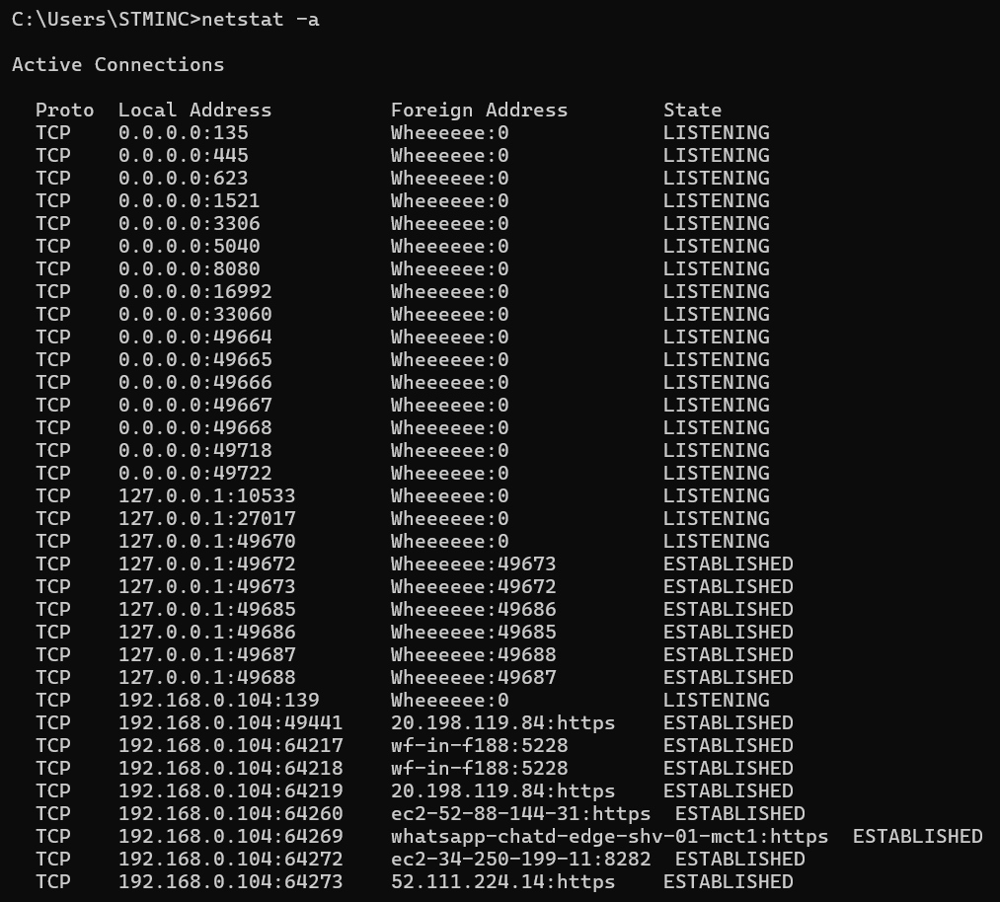 C:\Users\STMINC>netstat -a
Active Connections
Proto  Local Address          Foreign Address        State
TCP    0.0.0.0:135            Wheeeeee:0             LISTENING
TCP    0.0.0.0:445            Wheeeeee:0             LISTENING
TCP    0.0.0.0:623            Wheeeeee:0             LISTENING
TCP    0.0.0.0:1521           Wheeeeee:0             LISTENING
TCP    0.0.0.0:3306           Wheeeeee:0             LISTENING
TCP    0.0.0.0:5040           Wheeeeee:0             LISTENING
TCP    0.0.0.0:8080           Wheeeeee:0             LISTENING
TCP    0.0.0.0:16992          Wheeeeee:0             LISTENING
TCP    0.0.0.0:33060          Wheeeeee:0             LISTENING
TCP    0.0.0.0:49664          Wheeeeee:0             LISTENING
TCP    0.0.0.0:49665          Wheeeeee:0             LISTENING
TCP    0.0.0.0:49666          Wheeeeee:0             LISTENING
TCP    0.0.0.0:49667          Wheeeeee:0             LISTENING
TCP    0.0.0.0:49668          Wheeeeee:0             LISTENING
TCP    0.0.0.0:49718          Wheeeeee:0             LISTENING
TCP    0.0.0.0:49722          Wheeeeee:0             LISTENING
TCP    127.0.0.1:10533        Wheeeeee:0             LISTENING
TCP    127.0.0.1:27017        Wheeeeee:0             LISTENING
TCP    127.0.0.1:49670        Wheeeeee:0             LISTENING
TCP    127.0.0.1:49672        Wheeeeee:49673         ESTABLISHED
TCP    127.0.0.1:49673        Wheeeeee:49672         ESTABLISHED
TCP    127.0.0.1:49685        Wheeeeee:49686         ESTABLISHED
TCP    127.0.0.1:49686        Wheeeeee:49685         ESTABLISHED
TCP    127.0.0.1:49687        Wheeeeee:49688         ESTABLISHED
TCP    127.0.0.1:49688        Wheeeeee:49687         ESTABLISHED
TCP    192.168.0.104:139      Wheeeeee:0             LISTENING
TCP    192.168.0.104:49441    20.198.119.84:https    ESTABLISHED
TCP    192.168.0.104:64217    wf-in-f188:5228        ESTABLISHED
TCP    192.168.0.104:64218    wf-in-f188:5228        ESTABLISHED
TCP    192.168.0.104:64219    20.198.119.84:https    ESTABLISHED
TCP    192.168.0.104:64260    ec2-52-88-144-31:https  ESTABLISHED
TCP    192.168.0.104:64269    whatsapp-chatd-edge-shv-01-mct1:https  ESTABLISHED
TCP    192.168.0.104:64272    ec2-34-250-199-11:8282  ESTABLISHED
TCP    192.168.0.104:64273    52.111.224.14:https    ESTABLISHED